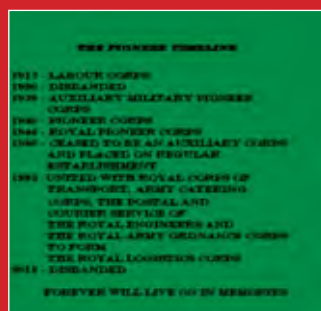 THE PIONEER TIMELINE
LABOUR CORPS
DISBANDED
AUXILIARY MILITARY PIONEER
CORPS
PIONEER CORPS
ROYAL PIONEER CORPS
CEASED TO BE AN AUXILIARY CORPS
AND PLACED ON REGULAR
ESTABLISHMENT
UNITED WITH ROYAL CORPS OF
TRANSPORT, ARMY CATERING
CORPS, THE POSTAL AND
COURIER SERVICE OF
THE ROYAL ENGINEERS AND
THE ROYAL ARMY ORDNANCE CORPS
TO FORM
THE ROYAL LOGISTICS CORPS
DISBANDED
FOREVER WILL LIVE ON IN MEMORIES